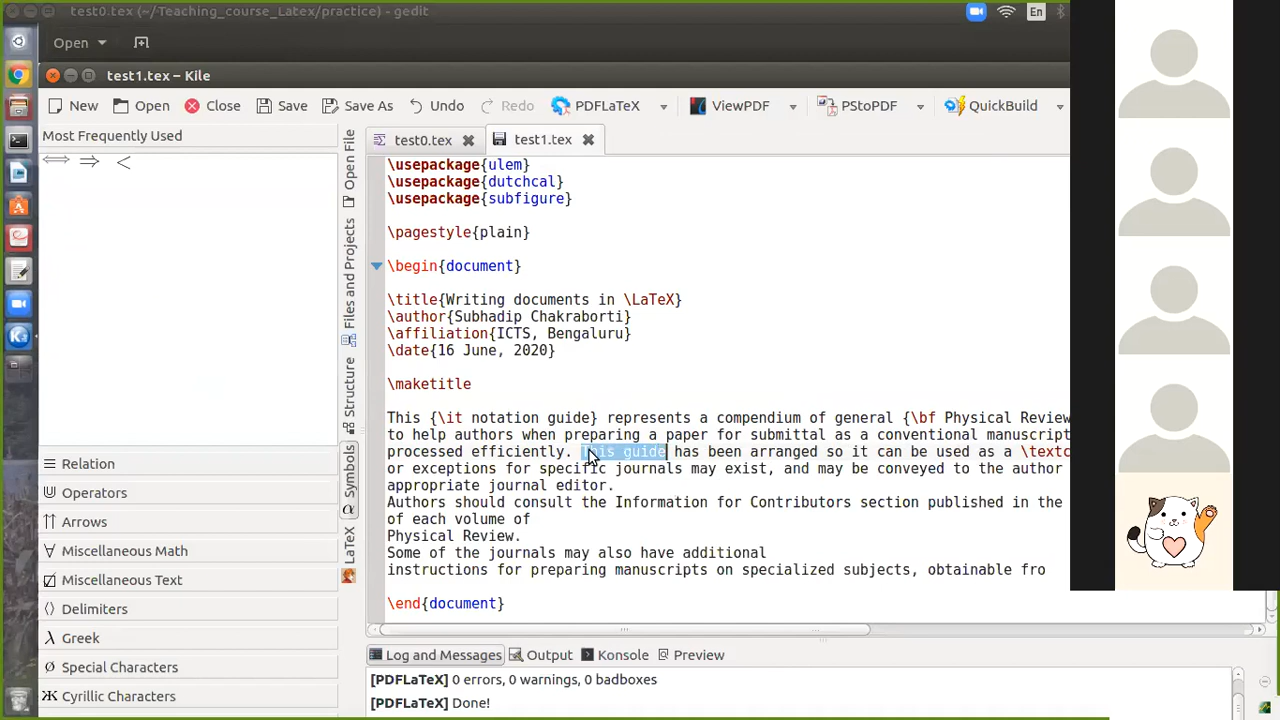 test0.tex (~/Teaching_course_Latex/practice) - gedit
En
Open
test1.tex – Kile
New Open Close Save Save As Undo Redo PDFLaTeX ViewPDF PStoPDF QuickBuild
Most Frequently Used
⟺ ⇒ <
Relation
Operations
Arrows
Miscellaneous Math
Miscellaneous Text
Delimiters
Greek
Special Characters
Cyrillic Characters
Open File
Files and Projects
Structure
Symbols
LaTeX
test0.tex test1.tex
\usepackage{ulem}
\usepackage{dutchcal}
\usepackage{subfigure}
\pagestyle{plain}
\begin{document}
\title{Writing documents in \LaTeX}
\author{Subhadip Chakraborti}
\affiliation{ICTS, Bengaluru}
\date{16 June, 2020}
\maketitle
This {\it notation guide} represents a compendium of general {\bf Physical Review
to help authors when preparing a paper for submittal as a conventional manuscript
processed efficiently. This guide has been arranged so it can be used as a \textc
or exceptions for specific journals may exist, and may be conveyed to the author
appropriate journal editor.
Authors should consult the Information for Contributors section published in the
of each volume of
Physical Review.
Some of the journals may also have additional
instructions for preparing manuscripts on specialized subjects, obtainable fro
\end{document}
Log and Messages Output Konsole Preview
[PDFLaTeX] 0 errors, 0 warnings, 0 badboxes
[PDFLaTeX] Done!